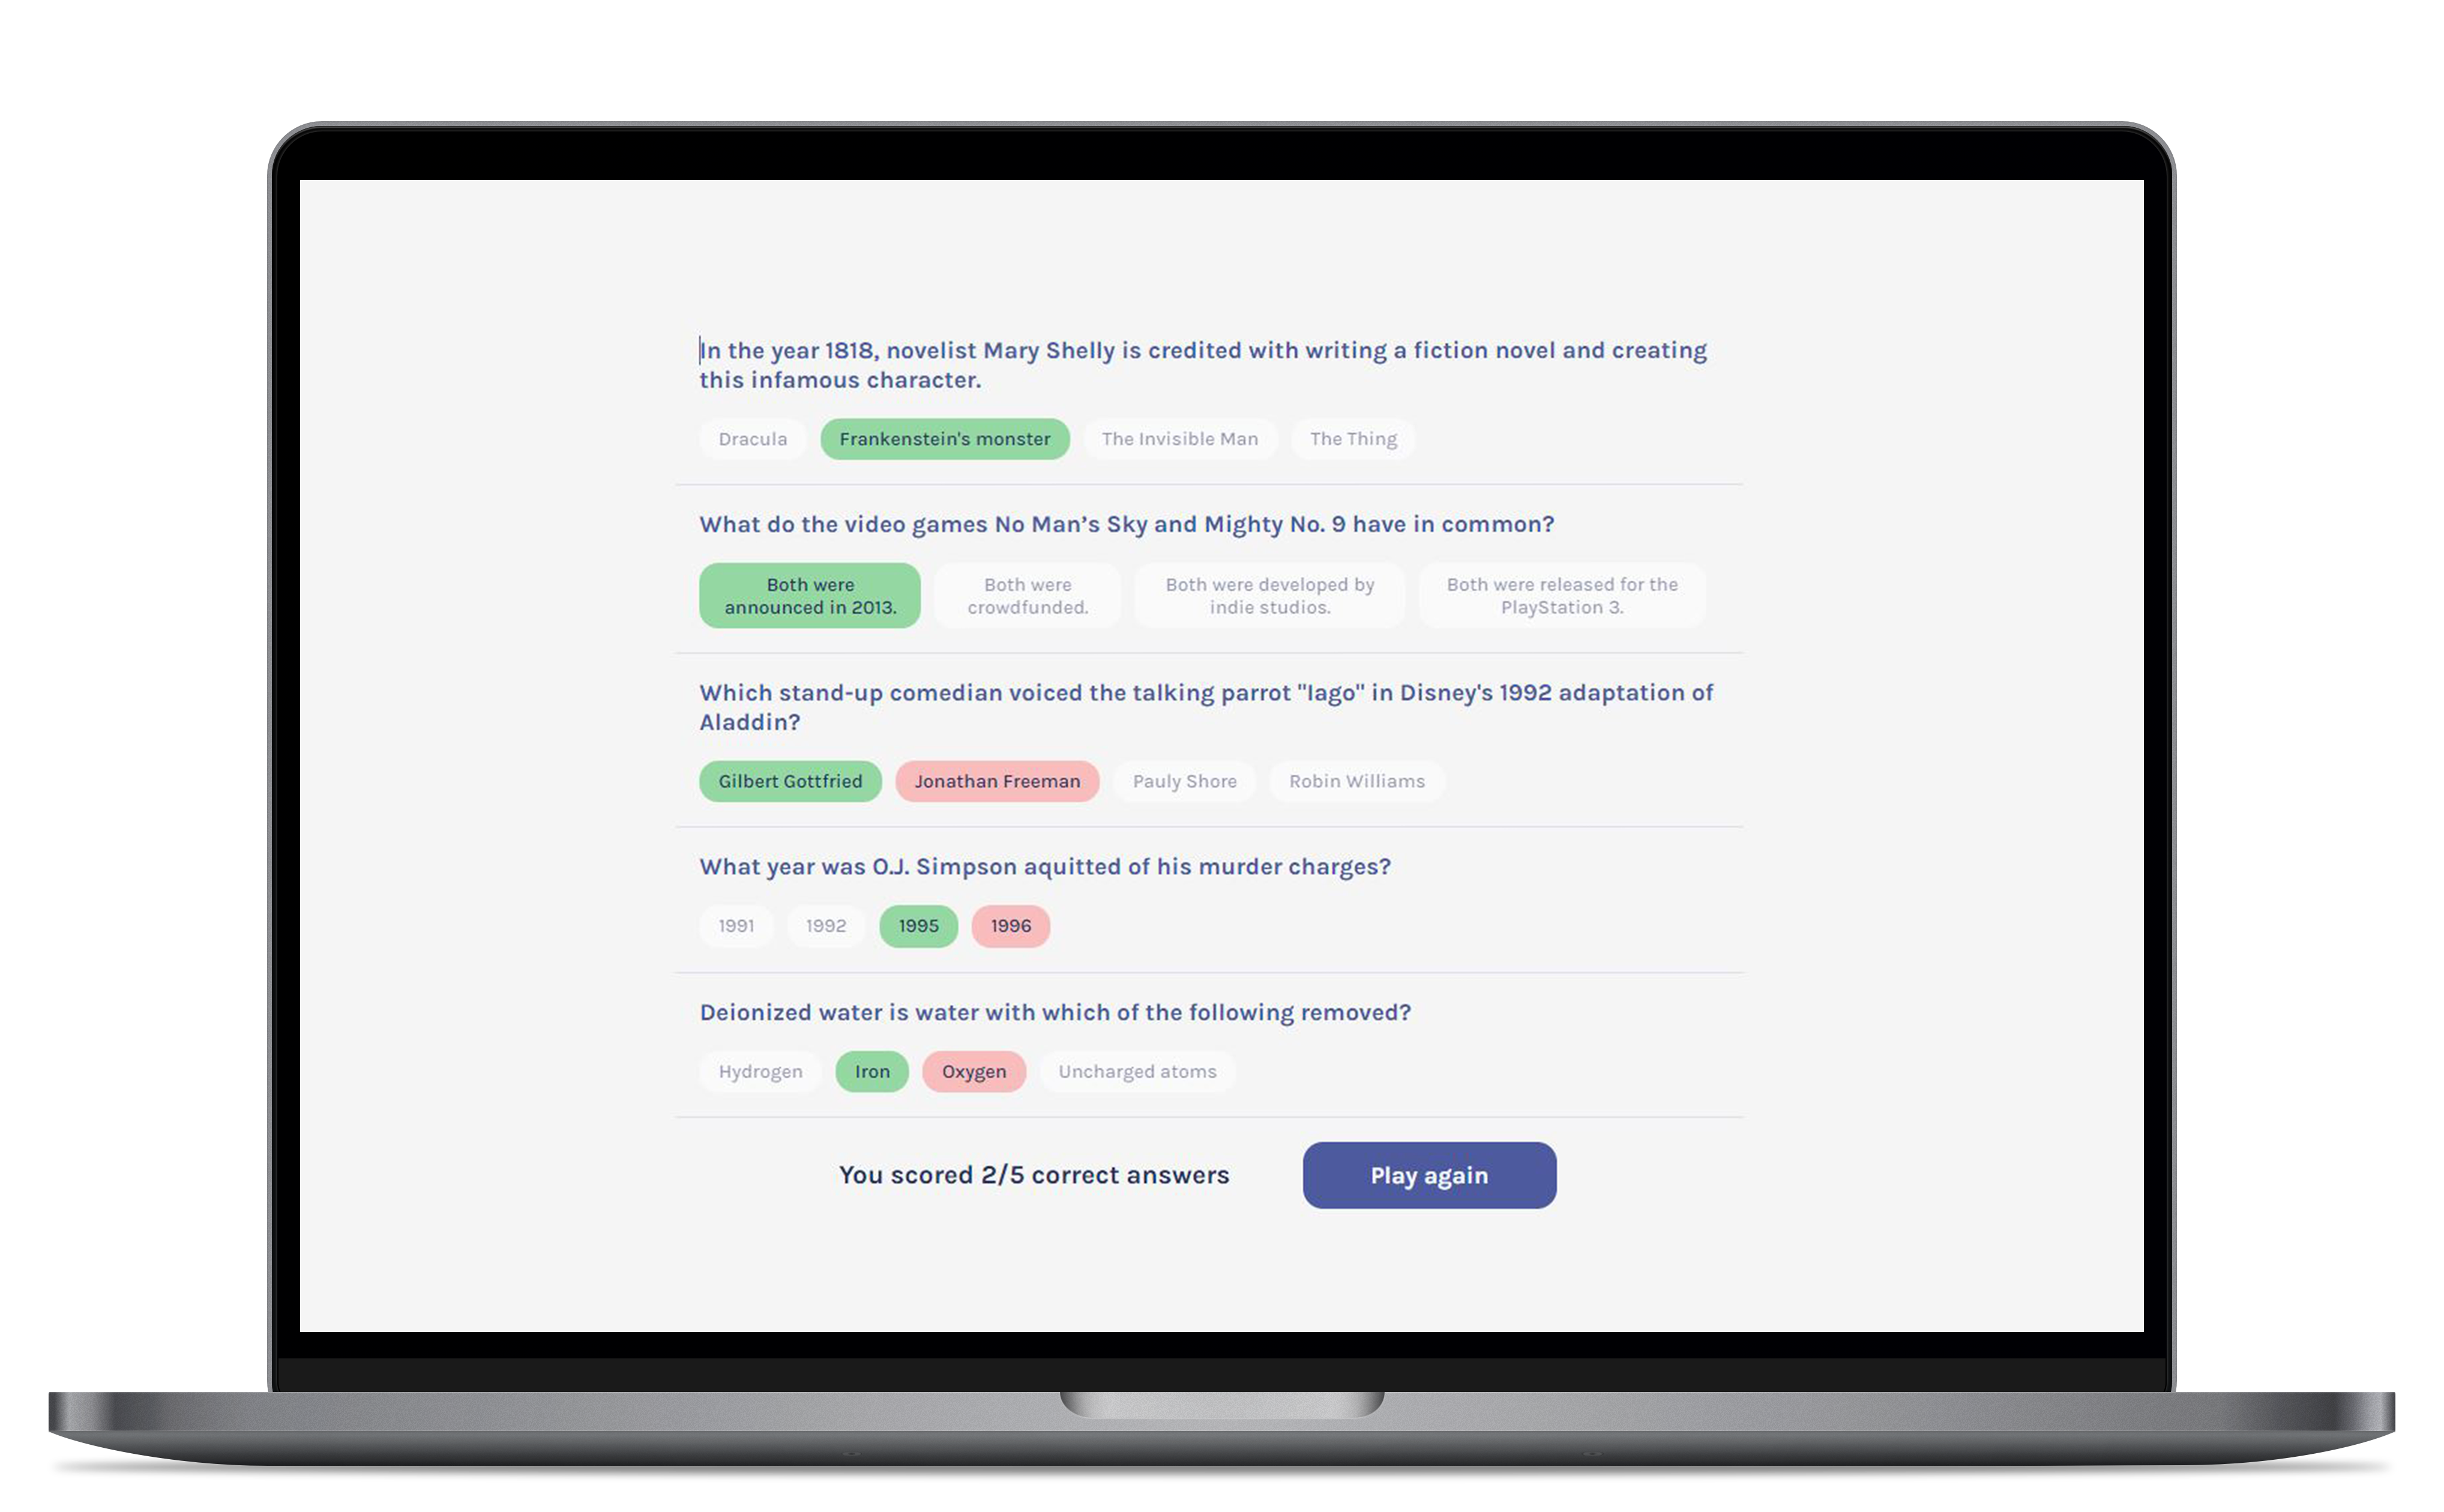 In the year 1818, novelist Mary Shelly is credited with writing a fiction novel and creating
this infamous character.
Dracula Frankenstein's monster The Invisible Man The Thing
What do the video games No Man’s Sky and Mighty No. 9 have in common?
Both were
announced in 2013.
Both were
crowdfunded.
Both were developed by
indie studios.
Both were released for the
PlayStation 3.
Which stand-up comedian voiced the talking parrot "Iago" in Disney's 1992 adaptation of
Aladdin?
Gilbert Gottfried Jonathan Freeman Pauly Shore Robin Williams
What year was O.J. Simpson aquitted of his murder charges?
1991 1992 1995 1996
Deionized water is water with which of the following removed?
Hydrogen Iron Oxygen Uncharged atoms
You scored 2/5 correct answers Play again